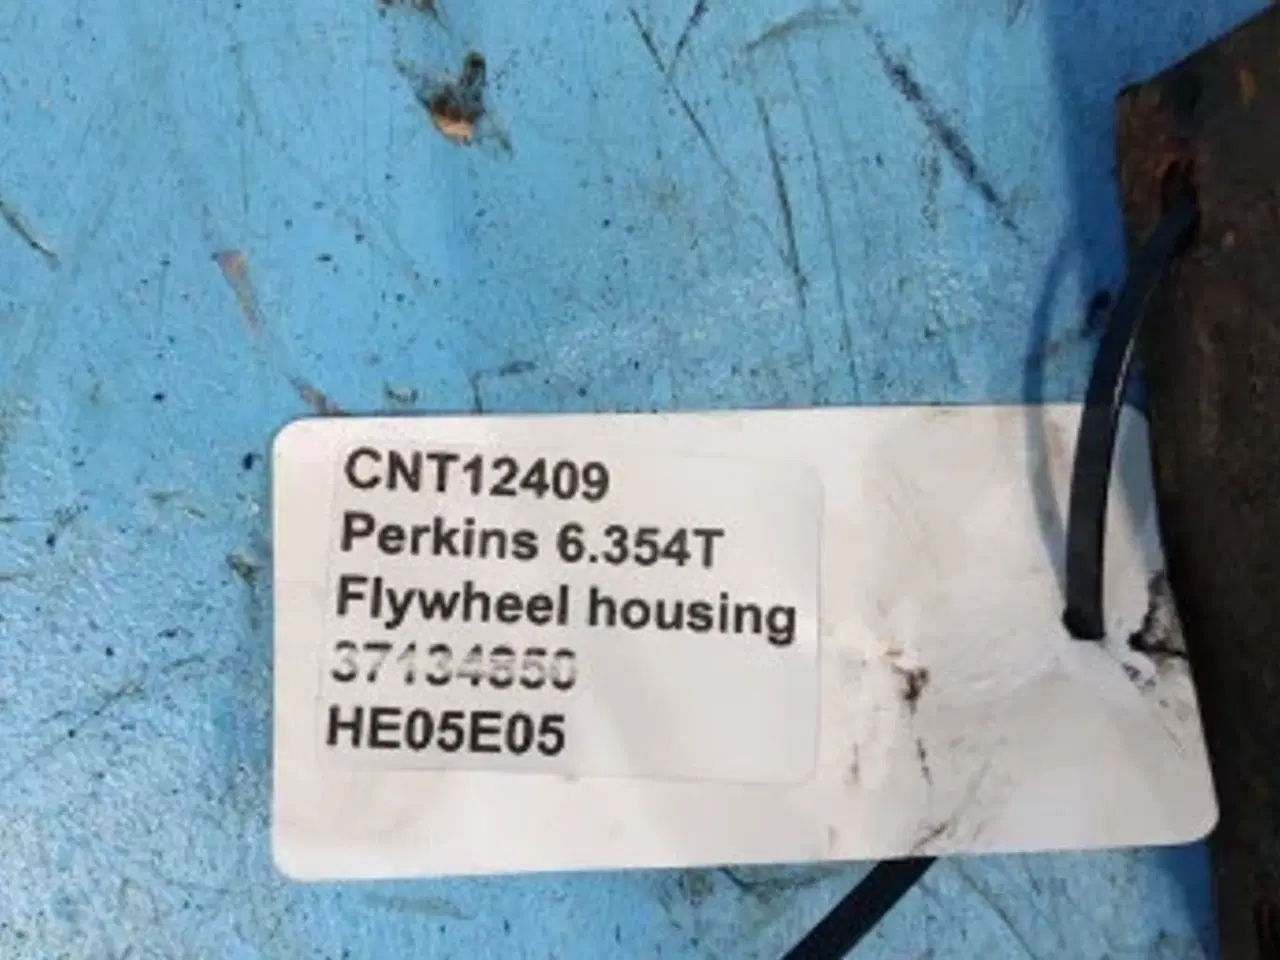 CNT12409
Perkins 6.354T
Flywheel housing
37134850
HE05E05